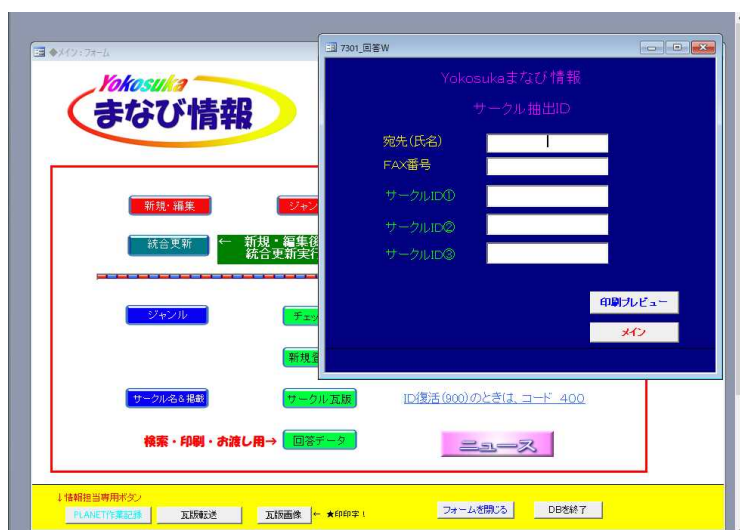 ◆メイン:フォーム
Yokosuka
まなび情報
新規・編集
ジャン
統合更新
← 新規・編集後
統合更新実行
ジャンル
チェッ
新規登
サークル名&掲載
サークル瓦版
ID復活(900)のときは、コード 400
検索・印刷・お渡し用→
回答データ
ニュース
↓情報担当専用ボタン
PLANET作業記録
瓦版転送
瓦版画像
← ★印印字!
フォームを閉じる
DBを終了
7301_回答W
Yokosukaまなび情報
サークル抽出ID
宛先(氏名)
FAX番号
サークルID①
サークルID②
サークルID③
印刷プレビュー
メイン